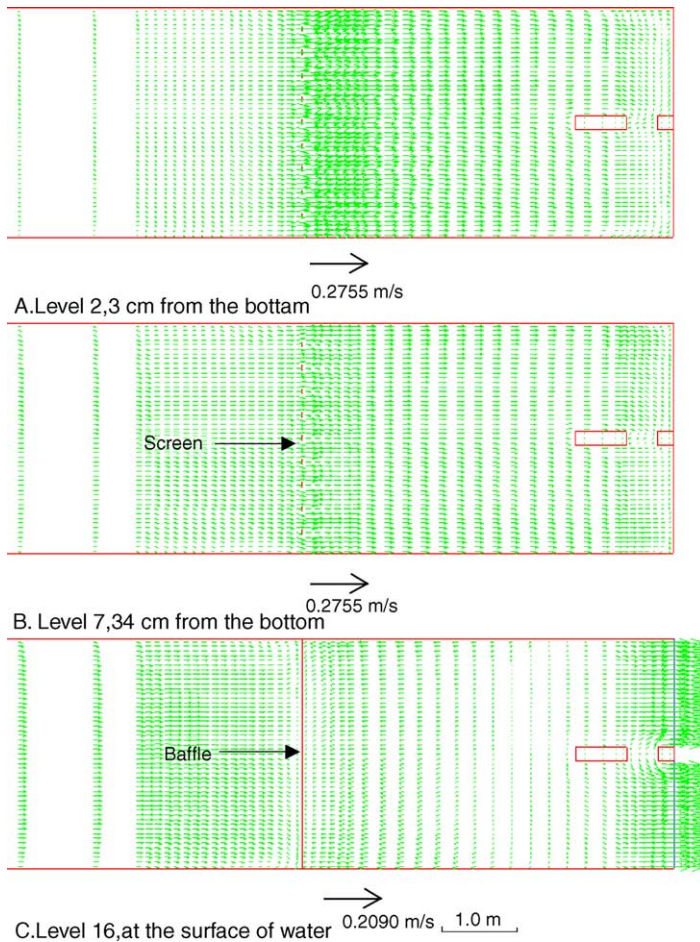 0.2755 m/s
A.Level 2,3 cm from the bottam
Screen
0.2755 m/s
B. Level 7,34 cm from the bottom
Baffle
0.2090 m/s 1.0 m
C.Level 16,at the surface of water